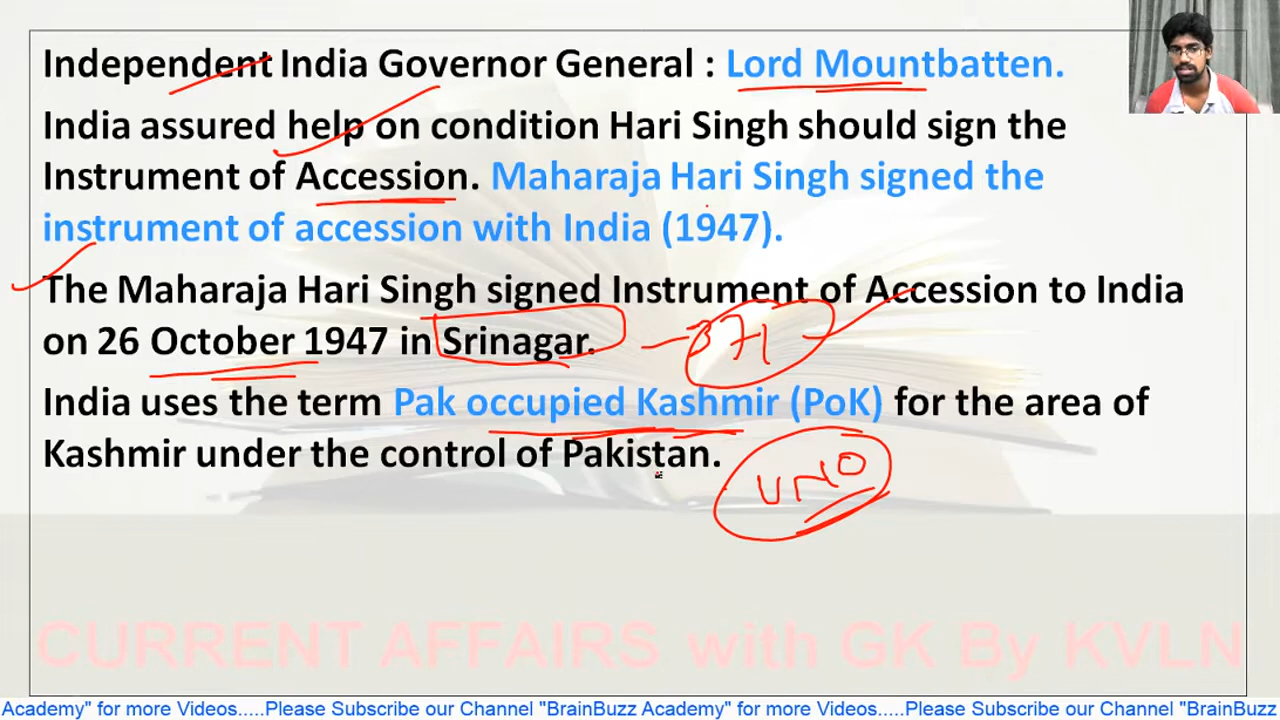 Independent India Governor General : Lord Mountbatten.
India assured help on condition Hari Singh should sign the
Instrument of Accession. Maharaja Hari Singh signed the
instrument of accession with India (1947).
The Maharaja Hari Singh signed Instrument of Accession to India
on 26 October 1947 in Srinagar.
371
India uses the term Pak occupied Kashmir (PoK) for the area of
Kashmir under the control of Pakistan.
UNO
CURRENT AFFAIRS with GK By KVLN
Academy" for more Videos.....Please Subscribe our Channel "BrainBuzz Academy" for more Videos.....Please Subscribe our Channel "BrainBuzz